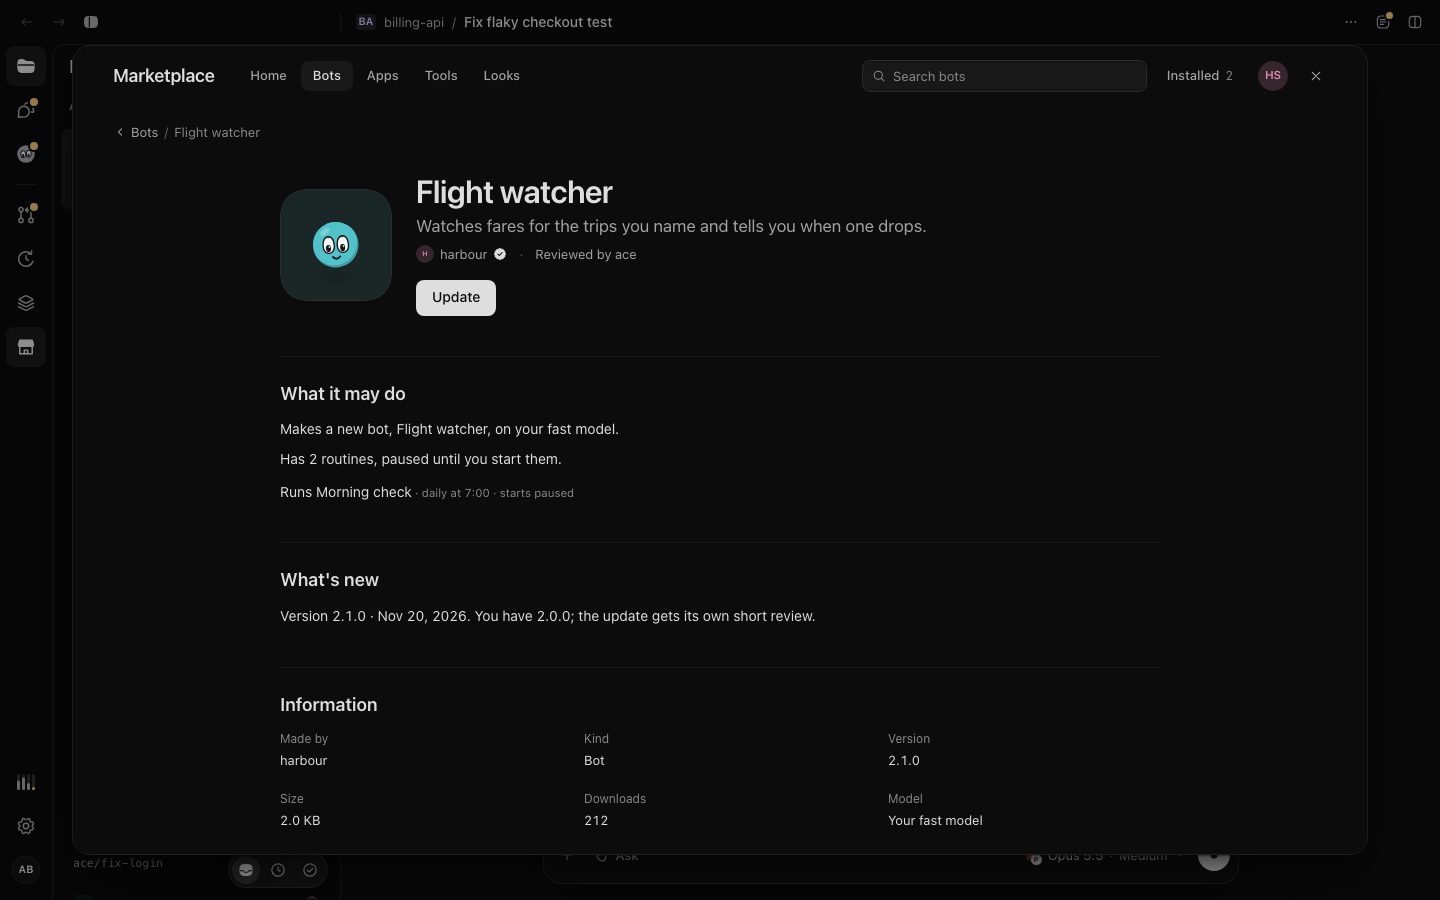 BA billing-api / Fix flaky checkout test
Marketplace
Home
Bots
Apps
Tools
Looks
Search bots
Installed 2
HS
Bots / Flight watcher
Flight watcher
Watches fares for the trips you name and tells you when one drops.
H harbour · Reviewed by ace
Update
What it may do
Makes a new bot, Flight watcher, on your fast model.
Has 2 routines, paused until you start them.
Runs Morning check · daily at 7:00 · starts paused
What's new
Version 2.1.0 · Nov 20, 2026. You have 2.0.0; the update gets its own short review.
Information
Made by
harbour
Kind
Bot
Version
2.1.0
Size
2.0 KB
Downloads
212
Model
Your fast model
ace/fix-login
Ask
Opus 5.5 · Medium
AB